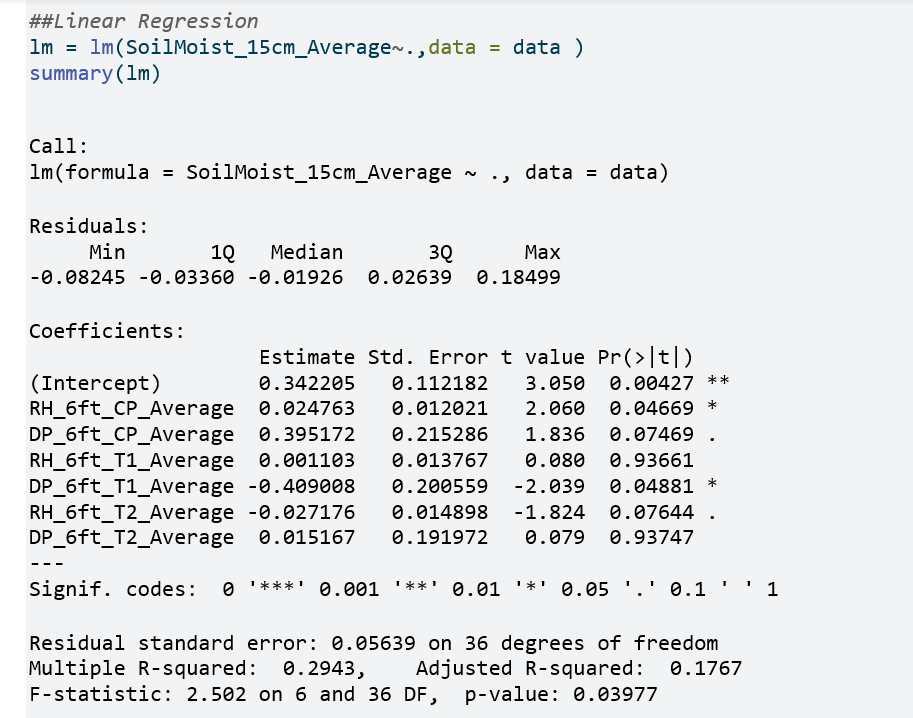 ##Linear Regression
lm = lm(SoilMoist_15cm_Average~.,data = data )
summary(lm)
Call:
lm(formula = SoilMoist_15cm_Average ~ ., data = data)
Residuals:
Min 1Q Median 3Q Max
-0.08245 -0.03360 -0.01926 0.02639 0.18499
Coefficients:
Estimate Std. Error t value Pr(>|t|)
(Intercept) 0.342205 0.112182 3.050 0.00427 **
RH_6ft_CP_Average 0.024763 0.012021 2.060 0.04669 *
DP_6ft_CP_Average 0.395172 0.215286 1.836 0.07469 .
RH_6ft_T1_Average 0.001103 0.013767 0.080 0.93661
DP_6ft_T1_Average -0.409008 0.200559 -2.039 0.04881 *
RH_6ft_T2_Average -0.027176 0.014898 -1.824 0.07644 .
DP_6ft_T2_Average 0.015167 0.191972 0.079 0.93747
---
Signif. codes: 0 '***' 0.001 '**' 0.01 '*' 0.05 '.' 0.1 ' ' 1
Residual standard error: 0.05639 on 36 degrees of freedom
Multiple R-squared: 0.2943, Adjusted R-squared: 0.1767
F-statistic: 2.502 on 6 and 36 DF, p-value: 0.03977